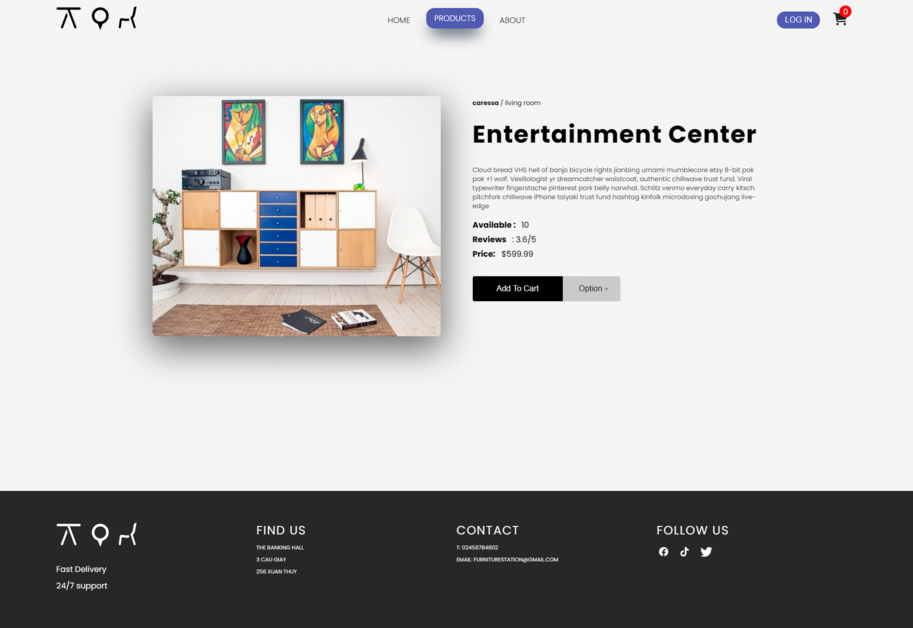 HOME
PRODUCTS
ABOUT
LOG IN
0
caressa / living room
Entertainment Center
Cloud bread VHS hell of banjo bicycle rights jianbing umami mumblecore etsy 8-bit pok
pok +1 wolf. Vexillologist yr dreamcatcher waistcoat, authentic chillwave trust fund. Viral
typewriter fingerstache pinterest pork belly narwhal. Schlitz venmo everyday carry kitsch
pitchfork chillwave iPhone taiyaki trust fund hashtag kinfolk microdosing gochujang live-
edge
Available : 10
Reviews : 3.6/5
Price: $599.99
Add To Cart
Option -
Fast Delivery
24/7 support
FIND US
THE BANKING HALL
3 CAU GIAY
256 XUAN THUY
CONTACT
T: 02456784802
EMAIL: FURNITURESTATION@GMAIL.COM
FOLLOW US